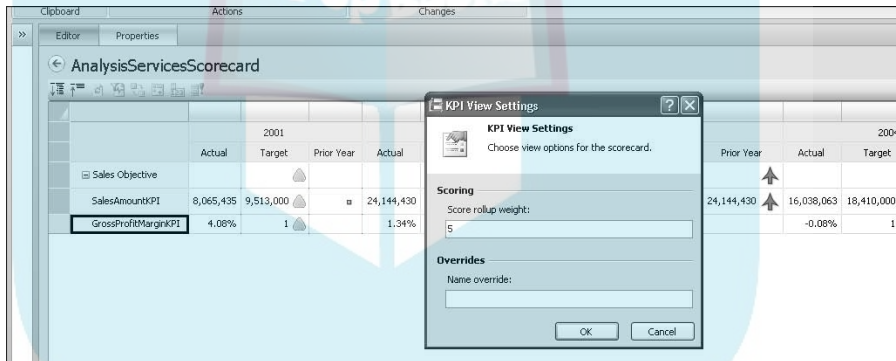 Clipboard Actions Changes
Editor Properties
AnalysisServicesScorecard
2001 2004
Actual Target Prior Year Actual Prior Year Actual Target
Sales Objective
SalesAmountKPI 8,065,435 9,513,000 24,144,430 24,144,430 16,038,063 18,410,000
GrossProfitMarginKPI 4.08% 1 1.34% -0.08% 1
KPI View Settings
KPI View Settings
Choose view options for the scorecard.
Scoring
Score rollup weight:
5
Overrides
Name override:
OK Cancel